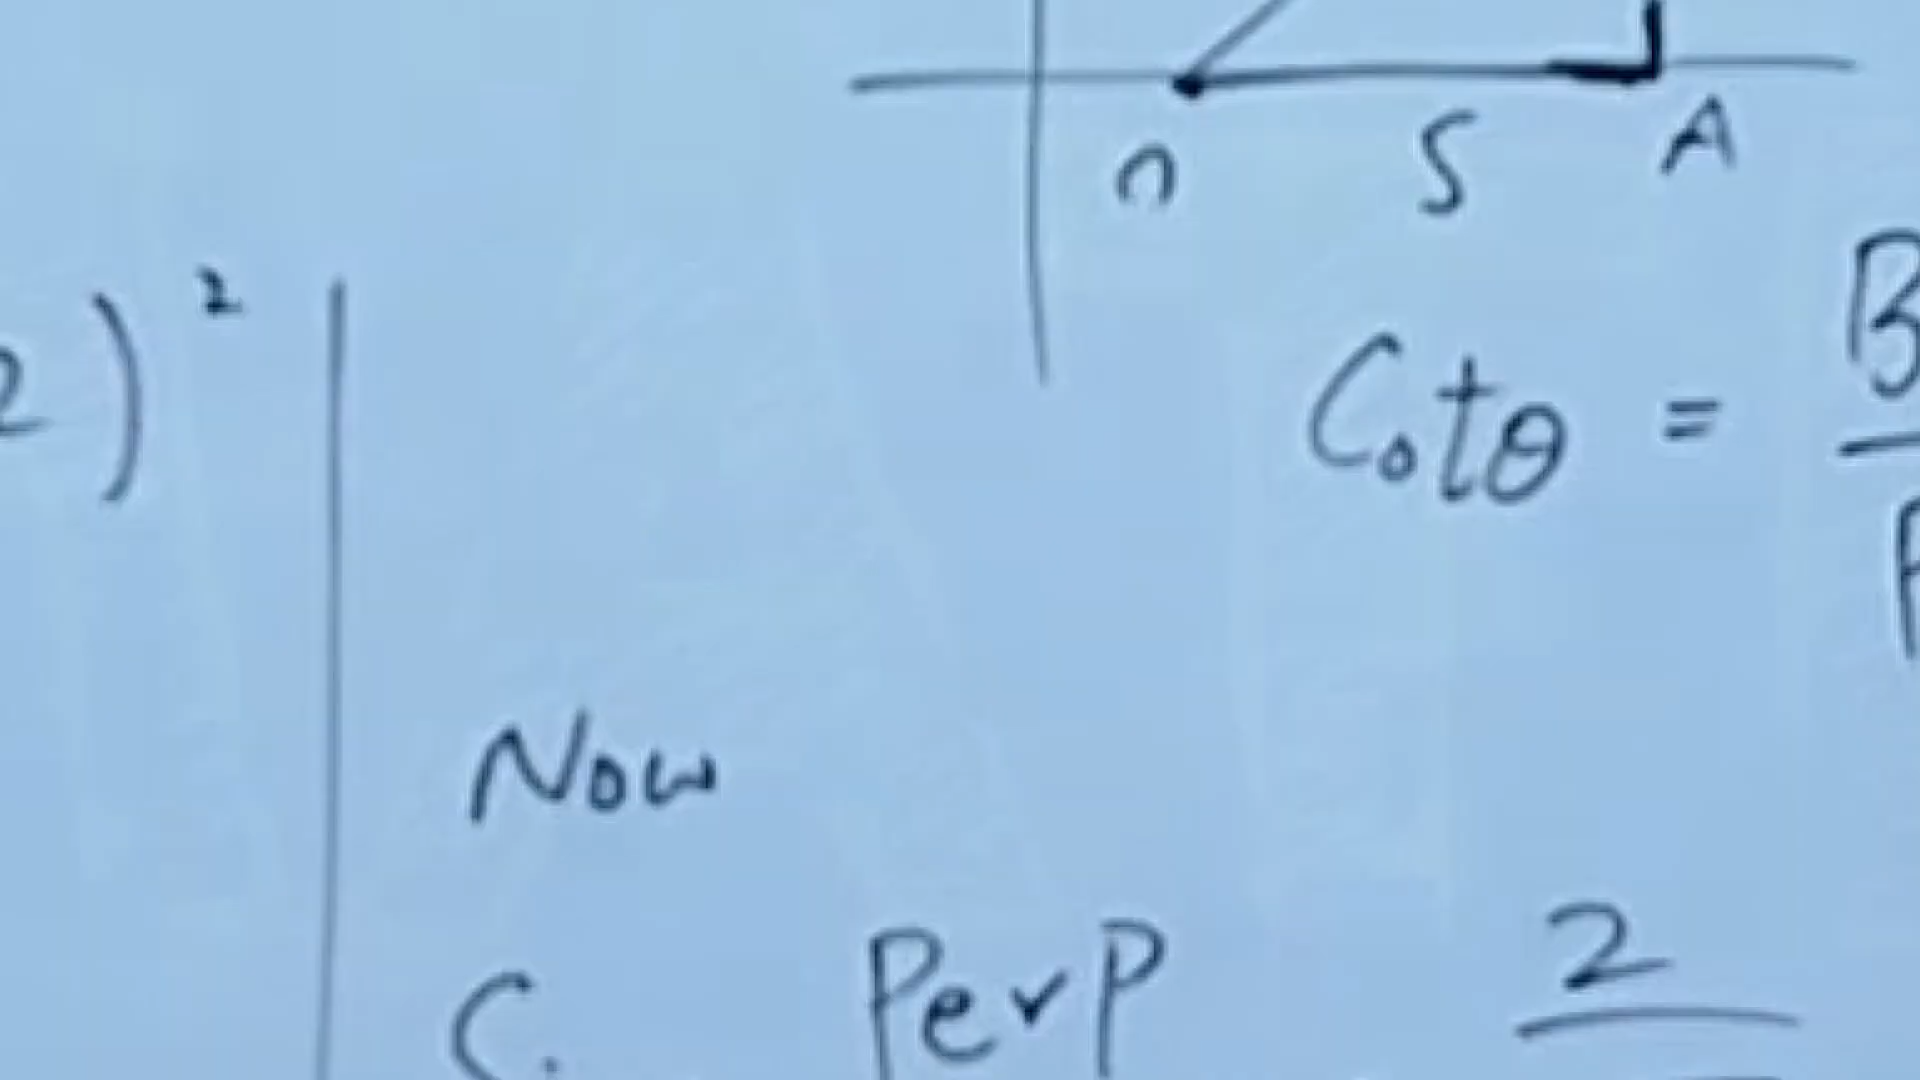 O 5 A
2)²
Cotθ = B
Now
Perp 2